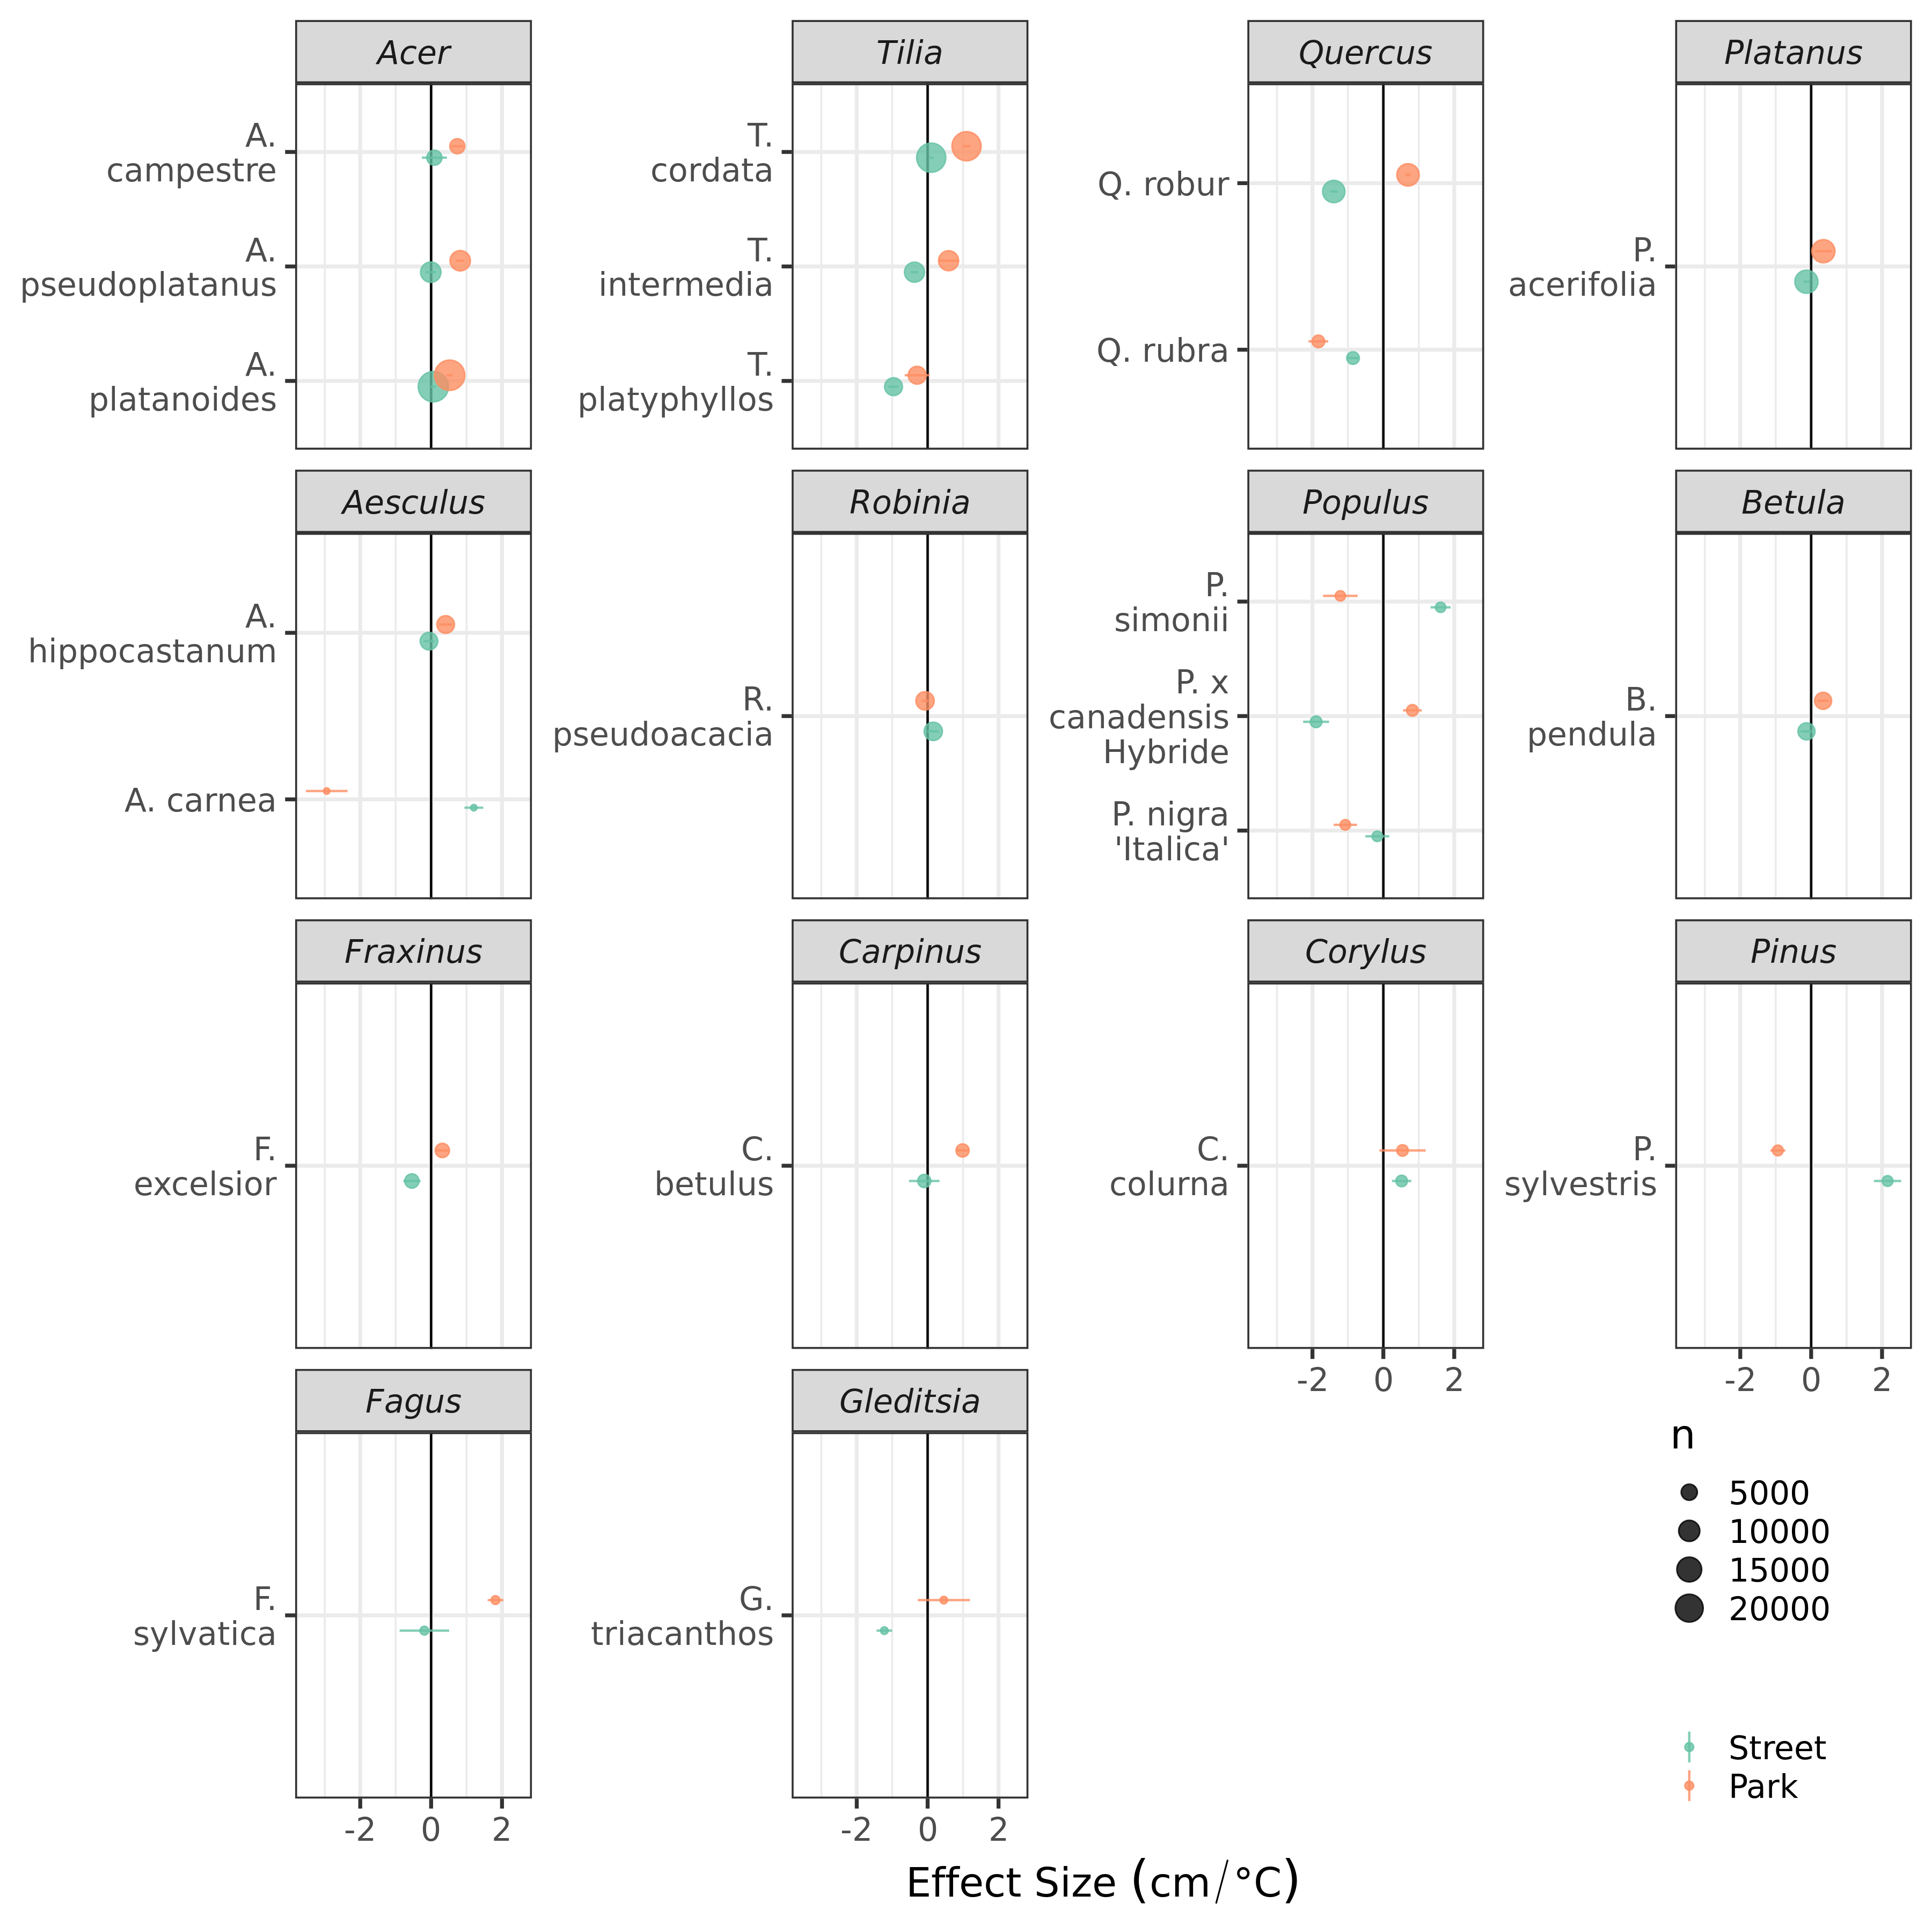 Acer
Tilia
Quercus
Platanus
A.
campestre
A.
pseudoplatanus
A.
platanoides
T.
cordata
T.
intermedia
T.
platyphyllos
Q. robur
Q. rubra
P.
acerifolia
Aesculus
Robinia
Populus
Betula
A.
hippocastanum
A. carnea
R.
pseudoacacia
P.
simonii
P. x
canadensis
Hybride
P. nigra
'Italica'
B.
pendula
Fraxinus
Carpinus
Corylus
Pinus
F.
excelsior
C.
betulus
C.
colurna
P.
sylvestris
-2 0 2
-2 0 2
Fagus
Gleditsia
F.
sylvatica
G.
triacanthos
-2 0 2
-2 0 2
Effect Size (cm/°C)
n
5000
10000
15000
20000
Street
Park